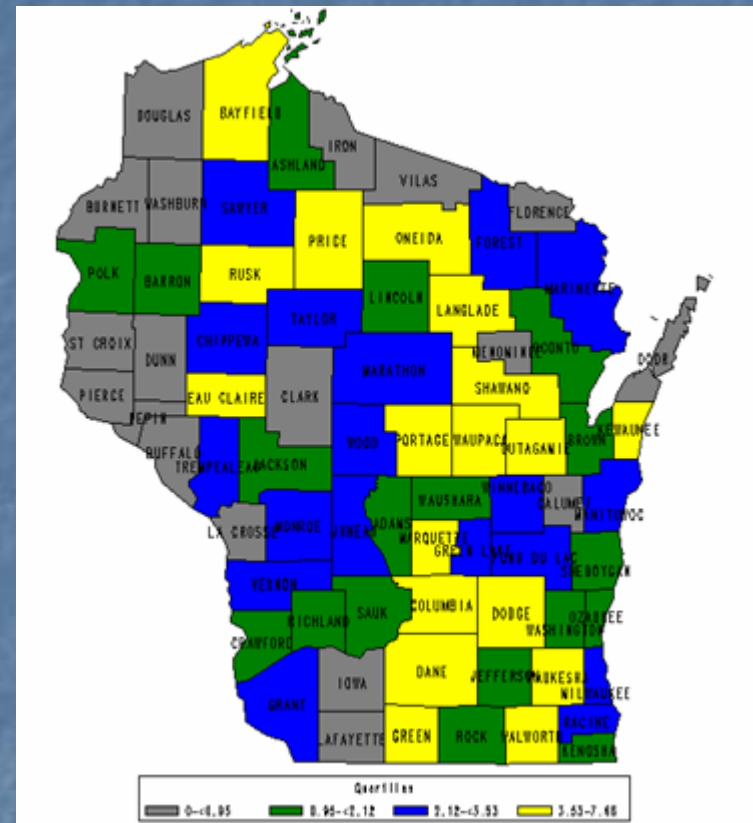 DOUGLAS
BAYFIELD
IRON
ASHLAND
VILAS
BURNETT
WASHBURN
SAWYER
FLORENCE
PRICE
ONEIDA
FOREST
POLK
BARRON
RUSK
LINCOLN
MARINETTE
LANGLADE
TAYLOR
ST CROIX
CHIPPEWA
DUNN
OCONTO
MENOMINEE
DOOR
MARATHON
PIERCE
EAU CLAIRE
CLARK
SHAWANO
PEPIN
KEWAUNEE
BUFFALO
WOOD
PORTAGE
WAUPACA
BROWN
OUTAGAMIE
TREMPEALEAU
JACKSON
WINNEBAGO
WAUSHARA
CALUMET
MANITOWOC
LA CROSSE
MONROE
JUNEAU
ADAMS
MARQUETTE
GREEN LAKE
FOND DU LAC
SHEBOYGAN
VERNON
COLUMBIA
SAUK
DODGE
OZAUKEE
RICHLAND
WASHINGTON
CRAWFORD
DANE
JEFFERSON
WAUKESHA
IOWA
MILWAUKEE
GRANT
RACINE
LAFAYETTE
GREEN
ROCK
WALWORTH
KENOSHA
Quartiles
0-<0.95 0.95-<2.12 2.12-<3.53 3.53-7.66